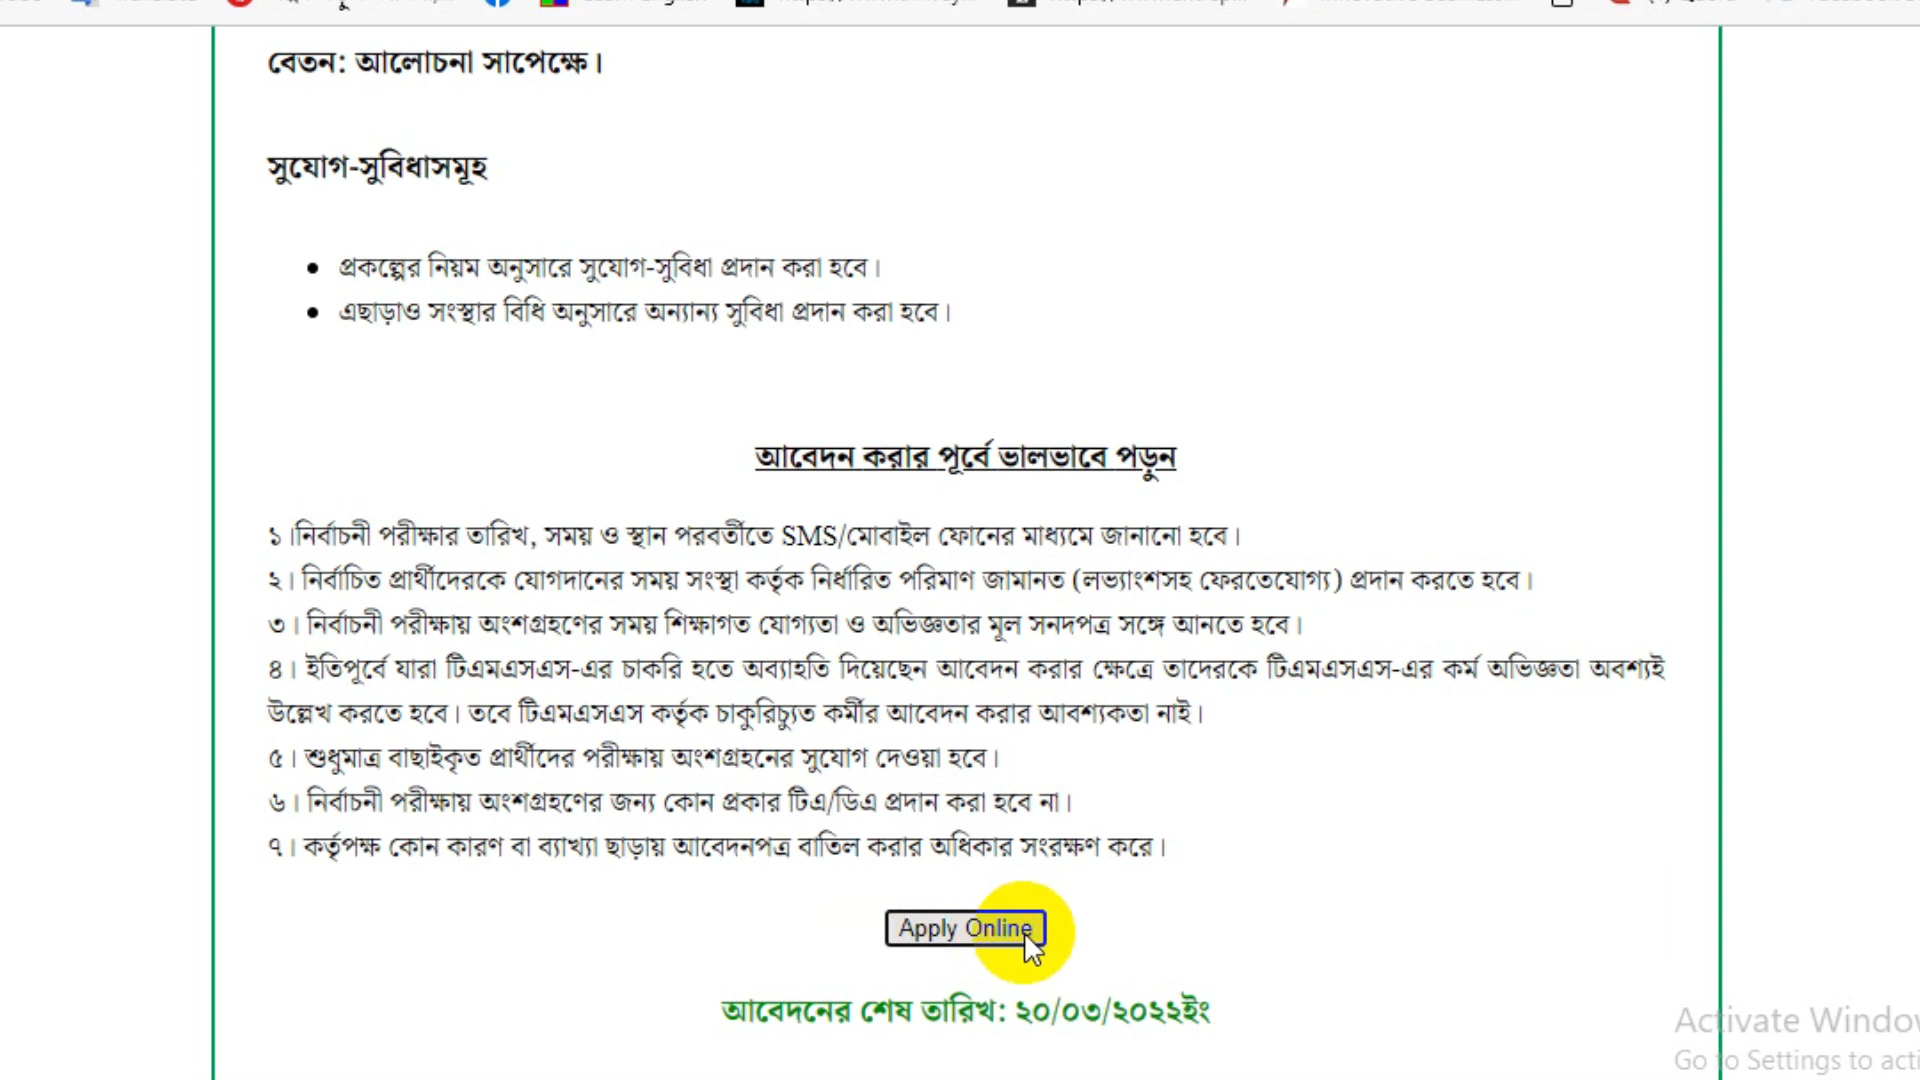 বেতন: আলোচনা সাপেক্ষে।
সুযোগ-সুবিধাসমূহ
প্রকল্পের নিয়ম অনুসারে সুযোগ-সুবিধা প্রদান করা হবে।
এছাড়াও সংস্থার বিধি অনুসারে অন্যান্য সুবিধা প্রদান করা হবে।
আবেদন করার পূর্বে ভালভাবে পড়ুন
১।নির্বাচনী পরীক্ষার তারিখ, সময় ও স্থান পরবর্তীতে SMS/মোবাইল ফোনের মাধ্যমে জানানো হবে।
২। নির্বাচিত প্রার্থীদেরকে যোগদানের সময় সংস্থা কর্তৃক নির্ধারিত পরিমাণ জামানত (লভ্যাংশসহ ফেরতেযোগ্য) প্রদান করতে হবে।
৩। নির্বাচনী পরীক্ষায় অংশগ্রহণের সময় শিক্ষাগত যোগ্যতা ও অভিজ্ঞতার মূল সনদপত্র সঙ্গে আনতে হবে।
৪। ইতিপূর্বে যারা টিএমএসএস-এর চাকরি হতে অব্যাহতি দিয়েছেন আবেদন করার ক্ষেত্রে তাদেরকে টিএমএসএস-এর কর্ম অভিজ্ঞতা অবশ্যই
উল্লেখ করতে হবে। তবে টিএমএসএস কর্তৃক চাকুরিচ্যুত কর্মীর আবেদন করার আবশ্যকতা নাই।
৫। শুধুমাত্র বাছাইকৃত প্রার্থীদের পরীক্ষায় অংশগ্রহনের সুযোগ দেওয়া হবে।
৬। নির্বাচনী পরীক্ষায় অংশগ্রহণের জন্য কোন প্রকার টিএ/ডিএ প্রদান করা হবে না।
৭। কর্তৃপক্ষ কোন কারণ বা ব্যাখ্যা ছাড়ায় আবেদনপত্র বাতিল করার অধিকার সংরক্ষণ করে।
Apply Online
আবেদনের শেষ তারিখ: ২০/০৩/২০২২ইং
Activate Window
Go to Settings to acti